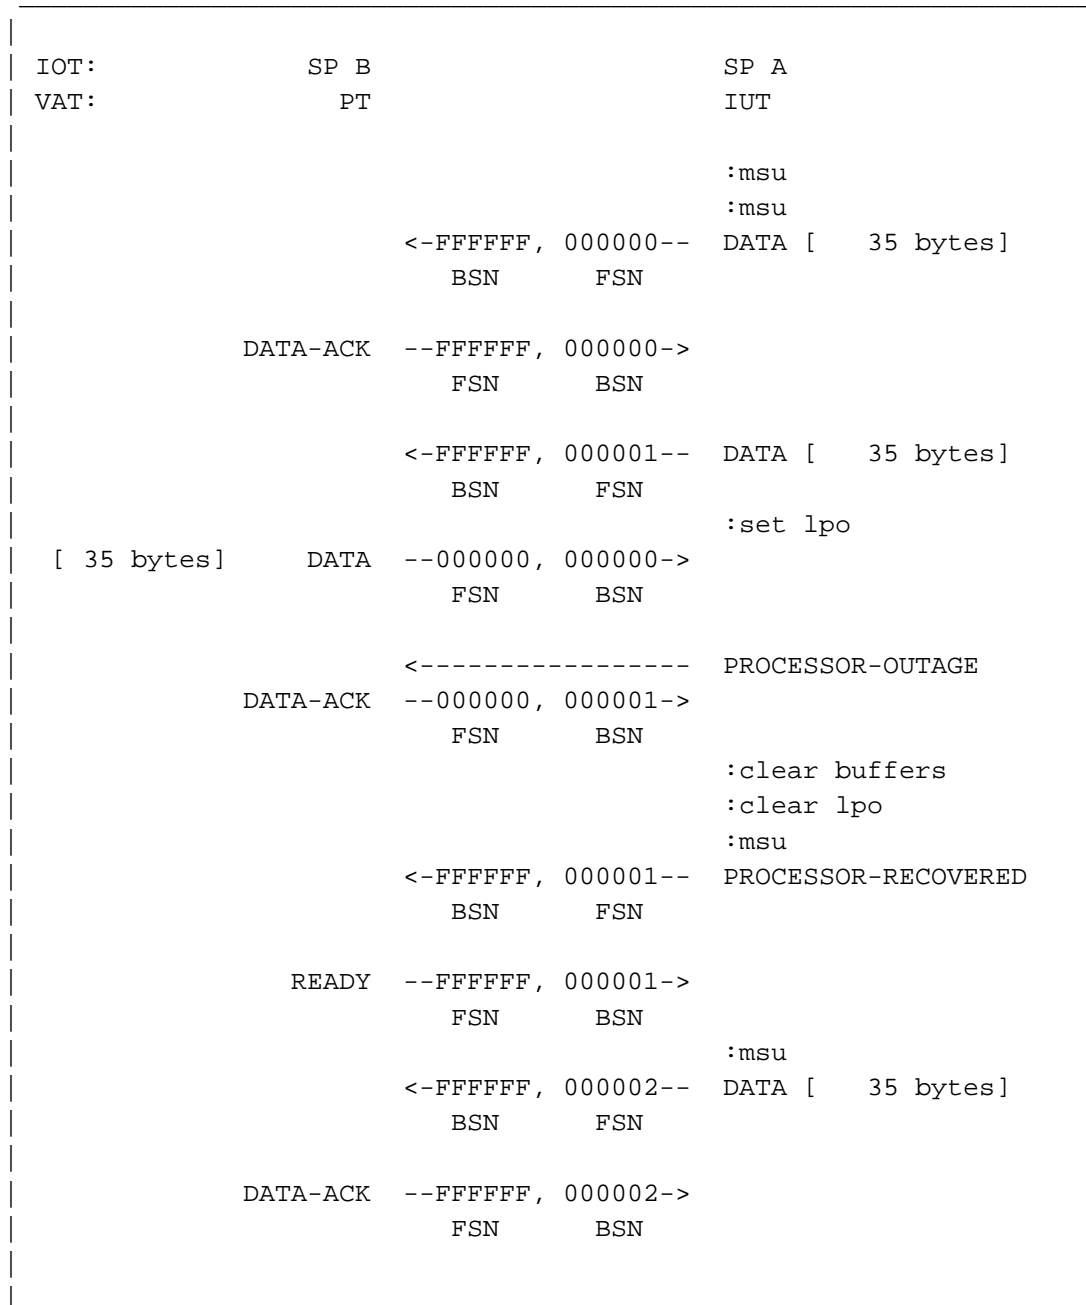 IOT: SP B SP A
VAT: PT IUT
:msu
:msu
<-FFFFFF, 000000-- DATA [ 35 bytes]
BSN FSN
DATA-ACK --FFFFFF, 000000->
FSN BSN
<-FFFFFF, 000001-- DATA [ 35 bytes]
BSN FSN
:set lpo
[ 35 bytes] DATA --000000, 000000->
FSN BSN
<----------------- PROCESSOR-OUTAGE
DATA-ACK --000000, 000001->
FSN BSN
:clear buffers
:clear lpo
:msu
<-FFFFFF, 000001-- PROCESSOR-RECOVERED
BSN FSN
READY --FFFFFF, 000001->
FSN BSN
:msu
<-FFFFFF, 000002-- DATA [ 35 bytes]
BSN FSN
DATA-ACK --FFFFFF, 000002->
FSN BSN